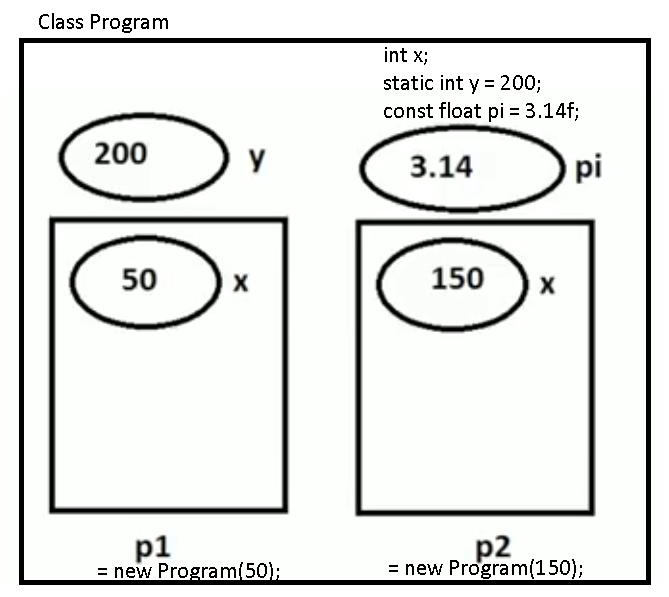 Class Program
int x;
static int y = 200;
const float pi = 3.14f;
200 y
3.14 pi
50 x
150 x
p1
= new Program(50);
p2
= new Program(150);